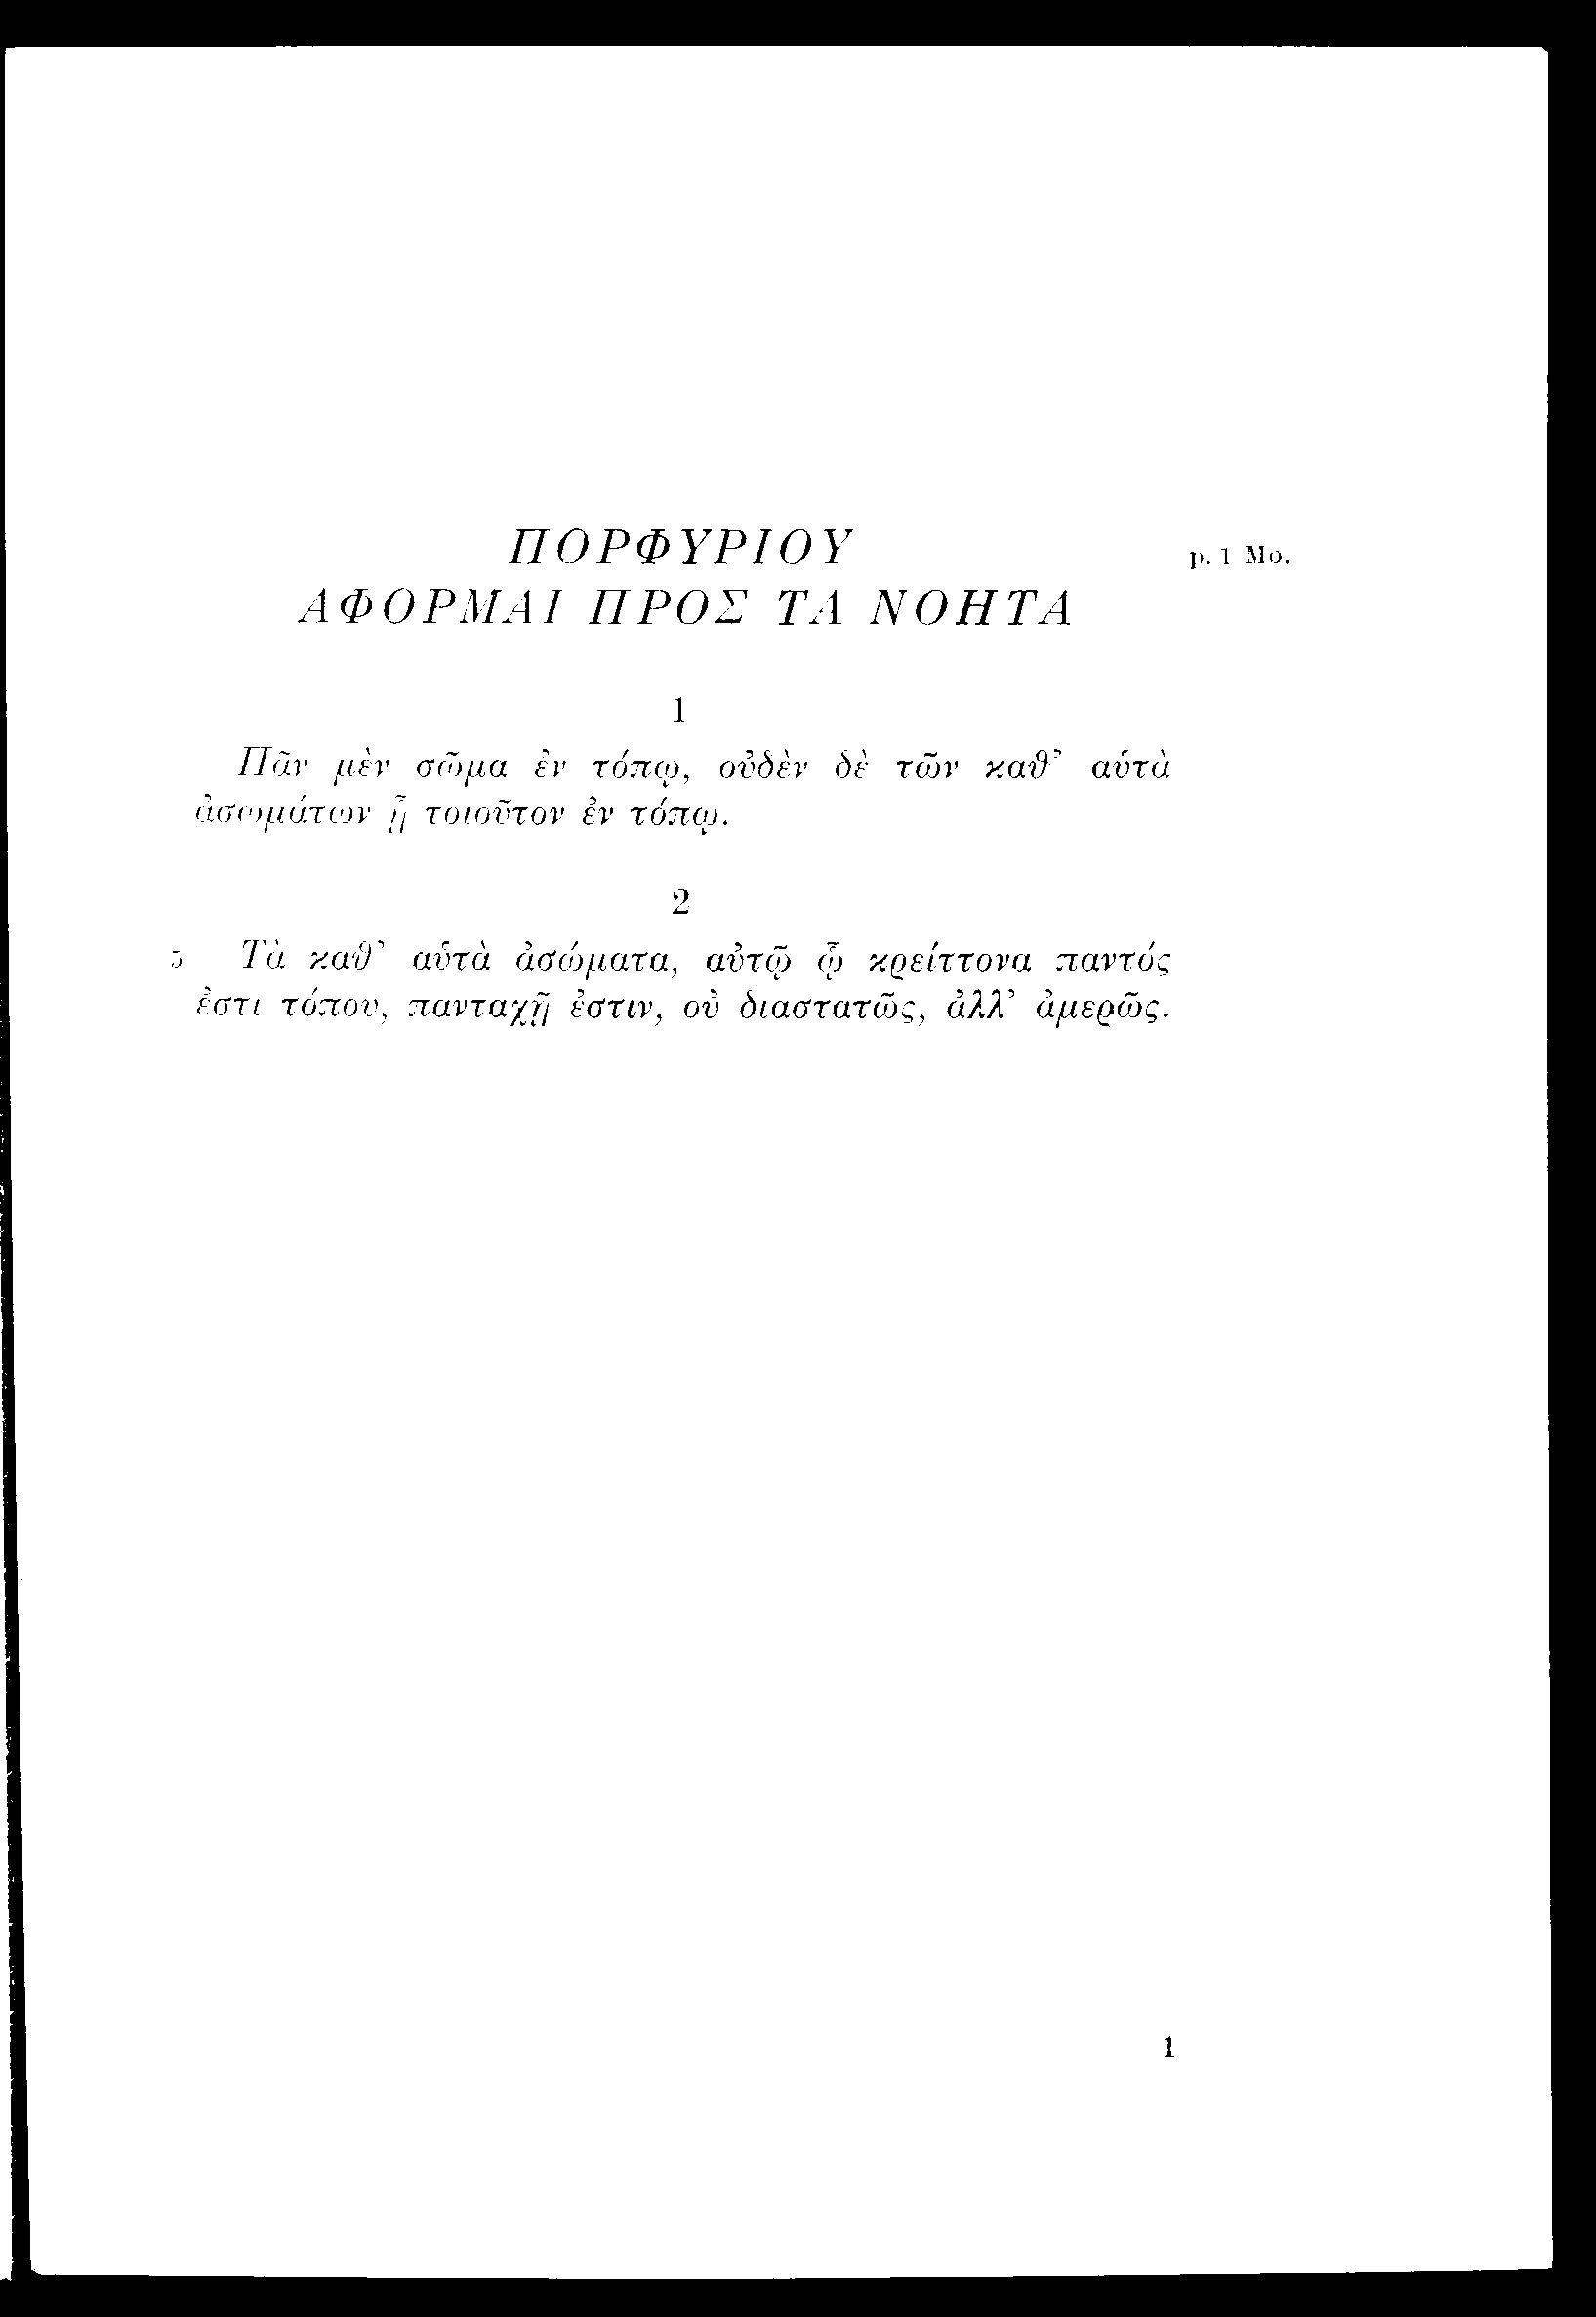 ΠΟΡΦΥΡΙΟΥ
p. 1 Mo.
ΑΦΟΡΜΑΙ ΠΡΟΣ ΤΑ ΝΟΗΤΑ
1
Πᾶν μὲν σῶμα ἐν τόπῳ, οὐδὲν δὲ τῶν καθ’ αὑτὰ
ἀσωμάτων ᾗ τοιοῦτον ἐν τόπῳ.
2
5 Τὰ καθ’ αὑτὰ ἀσώματα, αὐτῷ ᾧ κρείττονα παντός
ἐστι τόπου, πανταχῇ ἐστιν, οὐ διαστατῶς, ἀλλ’ ἀμερῶς.
1